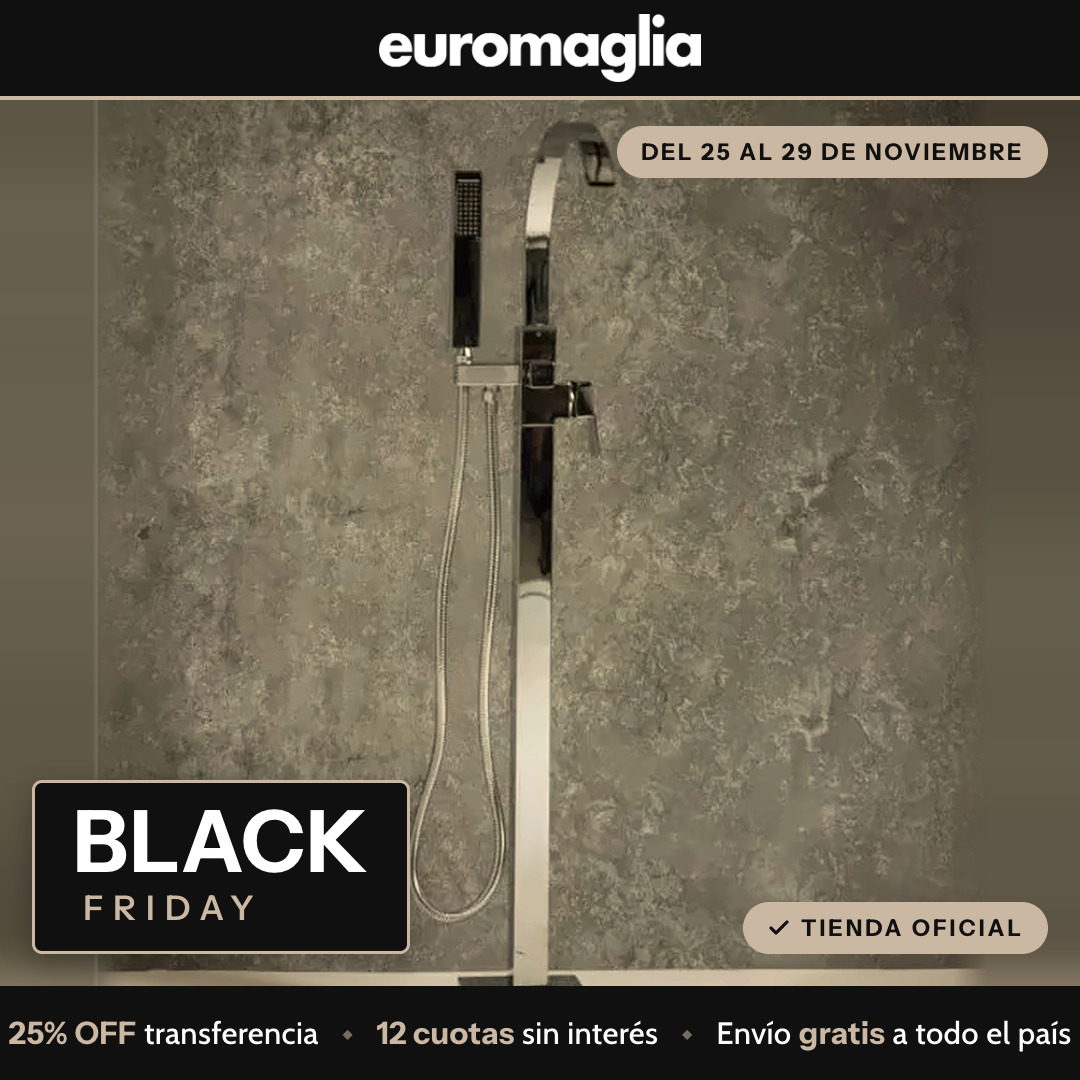 euromaglia
DEL 25 AL 29 DE NOVIEMBRE
BLACK
FRIDAY
✓ TIENDA OFICIAL
25% OFF transferencia ◆ 12 cuotas sin interés ◆ Envío gratis a todo el país